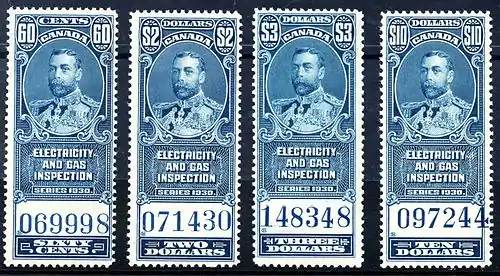 CENTS
60 60
CANADA
ELECTRICITY
AND GAS
INSPECTION
SERIES 1930.
069998
SIXTY
CENTS
DOLLARS
$2 $2
CANADA
ELECTRICITY
AND GAS
INSPECTION
SERIES 1930.
071430
TWO
DOLLARS
DOLLARS
$3 $3
CANADA
ELECTRICITY
AND GAS
INSPECTION
SERIES 1930.
148348
THREE
DOLLARS
DOLLARS
$10 $10
CANADA
ELECTRICITY
AND GAS
INSPECTION
SERIES 1930.
097244
TEN
DOLLARS